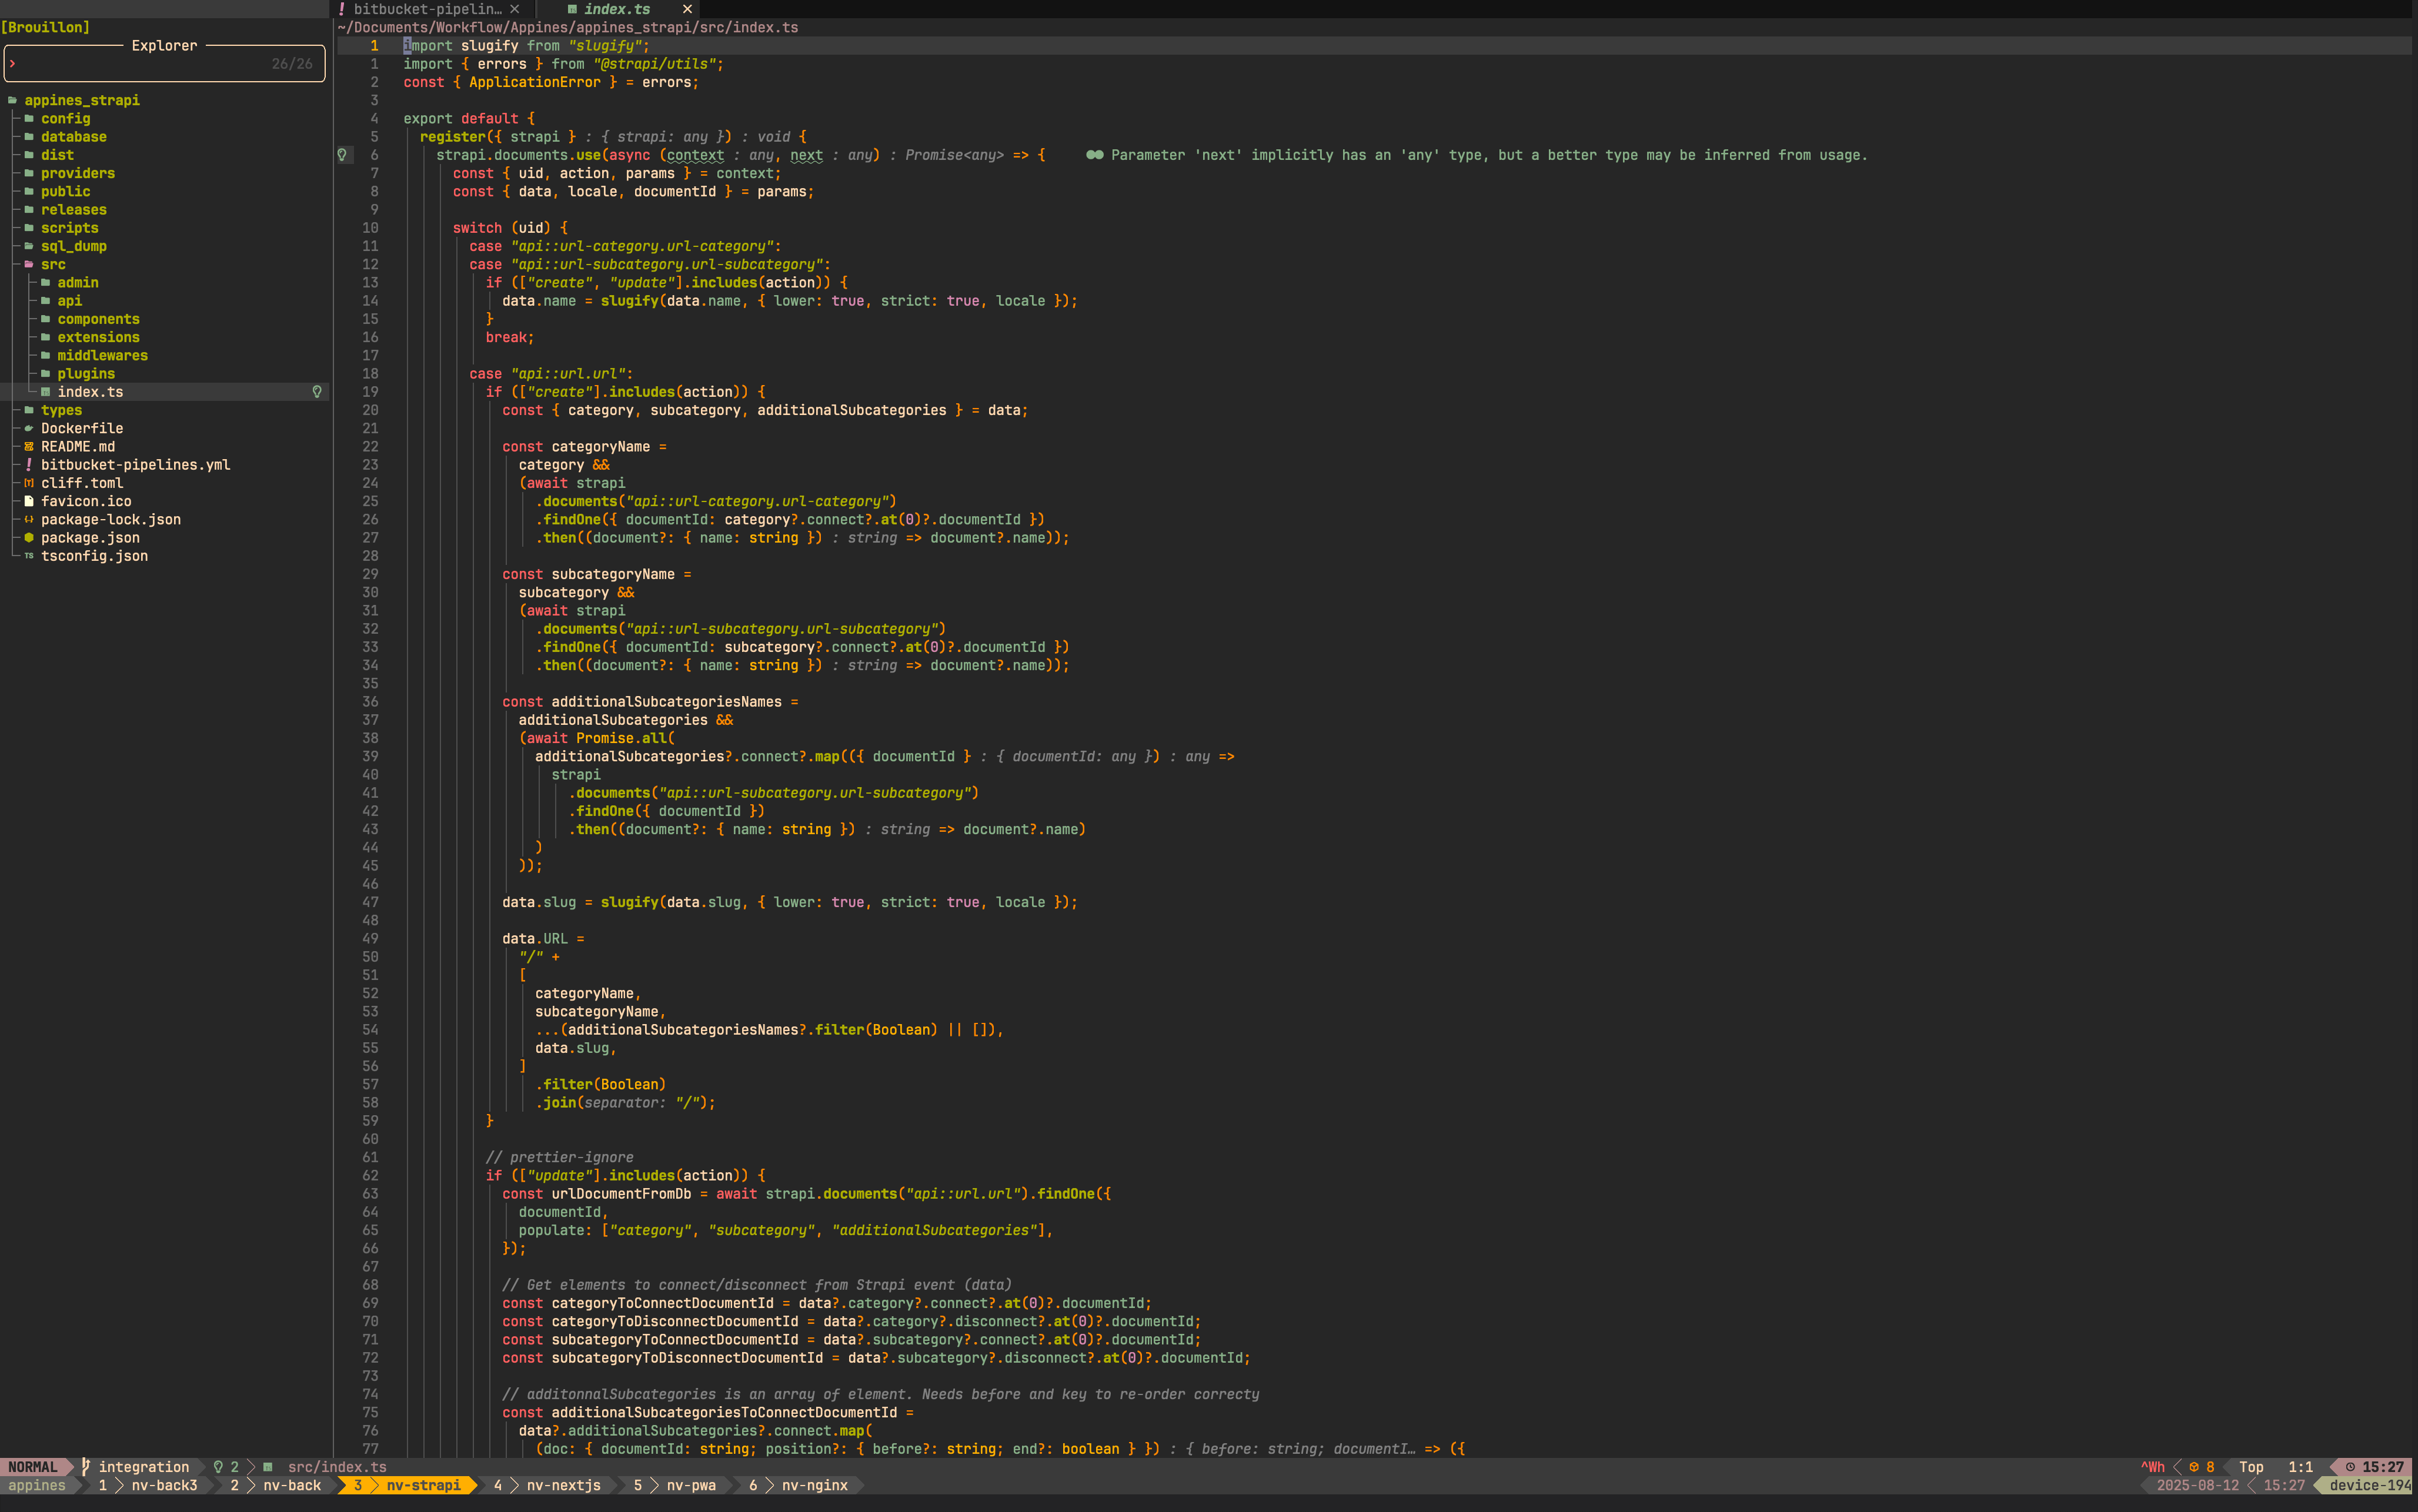 bitbucket-pipelin… ✕ index.ts ✕
[Brouillon]
~/Documents/Workflow/Appines/appines_strapi/src/index.ts
Explorer
> 26/26
appines_strapi
config
database
dist
providers
public
releases
scripts
sql_dump
src
admin
api
components
extensions
middlewares
plugins
index.ts
types
Dockerfile
README.md
bitbucket-pipelines.yml
cliff.toml
favicon.ico
package-lock.json
package.json
tsconfig.json
1 import slugify from "slugify";
1 import { errors } from "@strapi/utils";
2 const { ApplicationError } = errors;
3
4 export default {
5 register({ strapi } : { strapi: any }) : void {
6 strapi.documents.use(async (context : any, next : any) : Promise<any> => { ●● Parameter 'next' implicitly has an 'any' type, but a better type may be inferred from usage.
7 const { uid, action, params } = context;
8 const { data, locale, documentId } = params;
9
10 switch (uid) {
11 case "api::url-category.url-category":
12 case "api::url-subcategory.url-subcategory":
13 if (["create", "update"].includes(action)) {
14 data.name = slugify(data.name, { lower: true, strict: true, locale });
15 }
16 break;
17
18 case "api::url.url":
19 if (["create"].includes(action)) {
20 const { category, subcategory, additionalSubcategories } = data;
21
22 const categoryName =
23 category &&
24 (await strapi
25 .documents("api::url-category.url-category")
26 .findOne({ documentId: category?.connect?.at(0)?.documentId })
27 .then((document?: { name: string }) : string => document?.name));
28
29 const subcategoryName =
30 subcategory &&
31 (await strapi
32 .documents("api::url-subcategory.url-subcategory")
33 .findOne({ documentId: subcategory?.connect?.at(0)?.documentId })
34 .then((document?: { name: string }) : string => document?.name));
35
36 const additionalSubcategoriesNames =
37 additionalSubcategories &&
38 (await Promise.all(
39 additionalSubcategories?.connect?.map(({ documentId } : { documentId: any }) : any =>
40 strapi
41 .documents("api::url-subcategory.url-subcategory")
42 .findOne({ documentId })
43 .then((document?: { name: string }) : string => document?.name)
44 )
45 ));
46
47 data.slug = slugify(data.slug, { lower: true, strict: true, locale });
48
49 data.URL =
50 "/" +
51 [
52 categoryName,
53 subcategoryName,
54 ...(additionalSubcategoriesNames?.filter(Boolean) || []),
55 data.slug,
56 ]
57 .filter(Boolean)
58 .join(separator: "/");
59 }
60
61 // prettier-ignore
62 if (["update"].includes(action)) {
63 const urlDocumentFromDb = await strapi.documents("api::url.url").findOne({
64 documentId,
65 populate: ["category", "subcategory", "additionalSubcategories"],
66 });
67
68 // Get elements to connect/disconnect from Strapi event (data)
69 const categoryToConnectDocumentId = data?.category?.connect?.at(0)?.documentId;
70 const categoryToDisconnectDocumentId = data?.category?.disconnect?.at(0)?.documentId;
71 const subcategoryToConnectDocumentId = data?.subcategory?.connect?.at(0)?.documentId;
72 const subcategoryToDisconnectDocumentId = data?.subcategory?.disconnect?.at(0)?.documentId;
73
74 // additonnalSubcategories is an array of element. Needs before and key to re-order correcty
75 const additionalSubcategoriesToConnectDocumentId =
76 data?.additionalSubcategories?.connect.map(
77 (doc: { documentId: string; position?: { before?: string; end?: boolean } }) : { before: string; documentI… => ({
NORMAL integration 2 src/index.ts ^Wh 8 Top 1:1 15:27
appines 1 nv-back3 2 nv-back 3 nv-strapi 4 nv-nextjs 5 nv-pwa 6 nv-nginx 2025-08-12 15:27 device-194